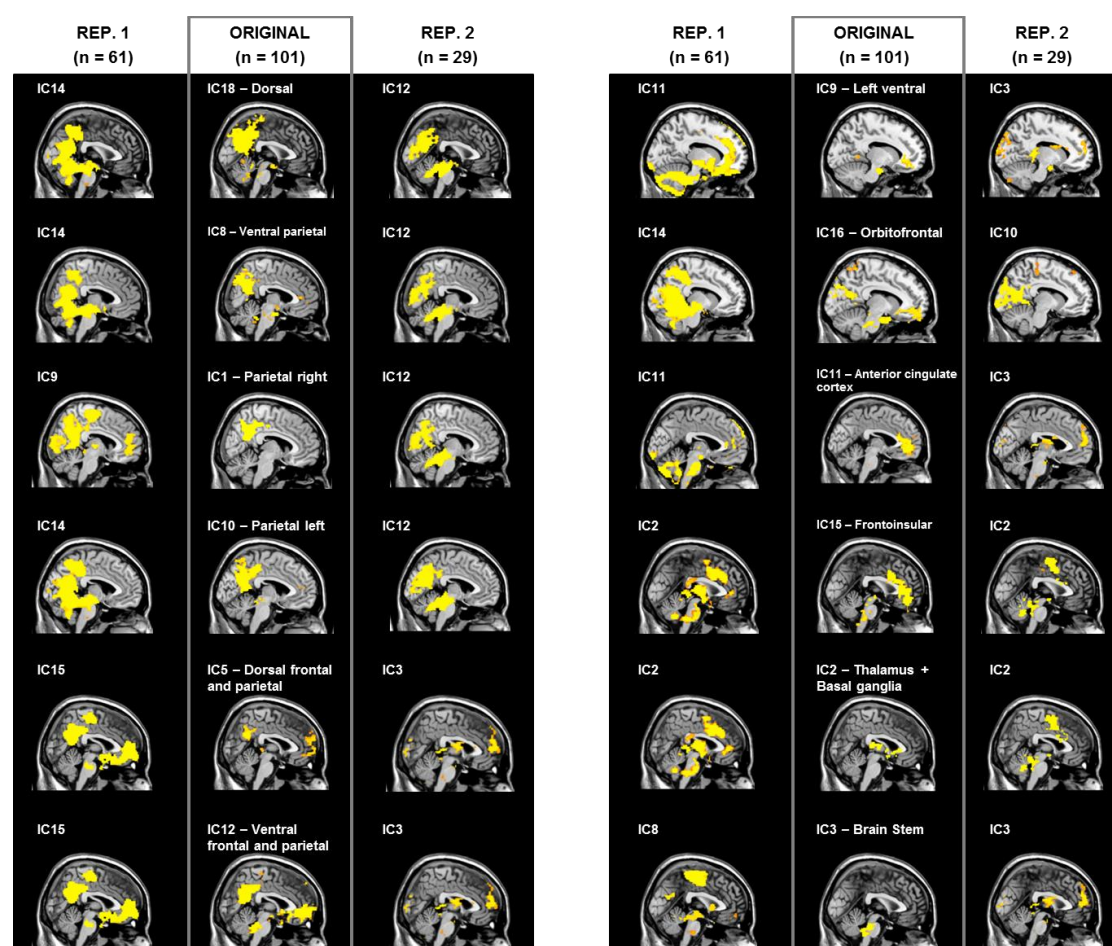 REP. 1
(n = 61)
ORIGINAL
(n = 101)
REP. 2
(n = 29)
IC14
IC18 – Dorsal
IC12
IC14
IC8 – Ventral parietal
IC12
IC9
IC1 – Parietal right
IC12
IC14
IC10 – Parietal left
IC12
IC15
IC5 – Dorsal frontal
and parietal
IC3
IC15
IC12 – Ventral
frontal and parietal
IC3
REP. 1
(n = 61)
ORIGINAL
(n = 101)
REP. 2
(n = 29)
IC11
IC9 – Left ventral
IC3
IC14
IC16 – Orbitofrontal
IC10
IC11
IC11 – Anterior cingulate
cortex
IC3
IC2
IC15 – Frontoinsular
IC2
IC2
IC2 – Thalamus +
Basal ganglia
IC2
IC8
IC3 – Brain Stem
IC3